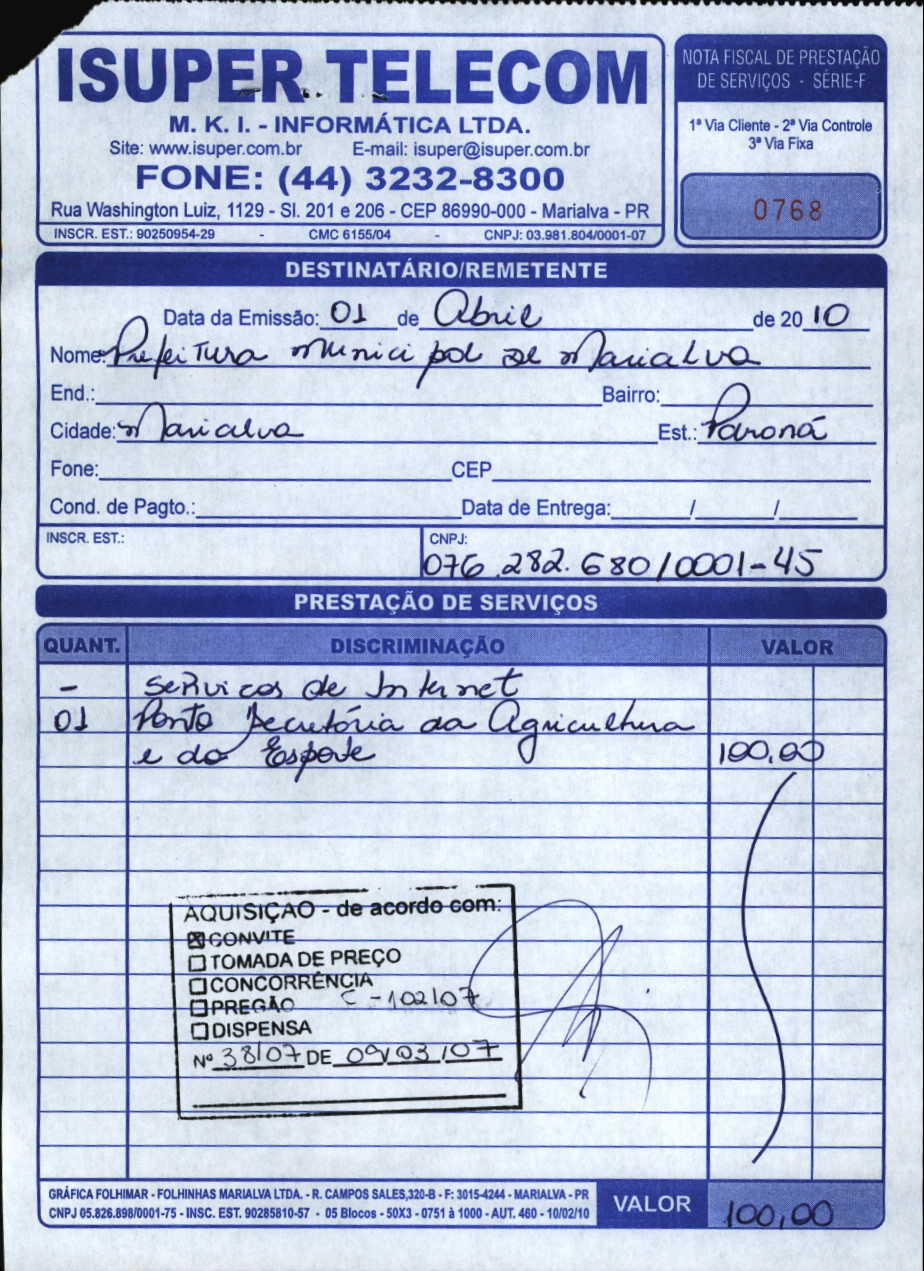 ISUPER TELECOM
NOTA FISCAL DE PRESTAÇÃO
DE SERVIÇOS - SÉRIE-F
M. K. I. - INFORMÁTICA LTDA.
Site: www.isuper.com.br E-mail: isuper@isuper.com.br
1ª Via Cliente - 2ª Via Controle
3ª Via Fixa
FONE: (44) 3232-8300
Rua Washington Luiz, 1129 - Sl. 201 e 206 - CEP 86990-000 - Marialva - PR
0768
INSCR. EST.: 90250954-29 - CMC 6155/04 - CNPJ: 03.981.804/0001-07
DESTINATÁRIO/REMETENTE
Data da Emissão: 01 de Abril de 2010
Nome: Prefeitura Municipal de Marialva
End.: Bairro:
Cidade: Marialva Est.: Paraná
Fone: CEP
Cond. de Pagto.: Data de Entrega: / /
INSCR. EST.: CNPJ:
076.282.680/0001-45
PRESTAÇÃO DE SERVIÇOS
QUANT. DISCRIMINAÇÃO VALOR
- Serviços de Internet
01 Ponto Secretória da Agricultura
e do Esporte 100,00
AQUISIÇÃO - de acordo com:
CONVITE
TOMADA DE PREÇO
CONCORRÊNCIA
PREGÃO C - 102/07
DISPENSA
Nº 38/07 DE 09/03/07
GRÁFICA FOLHIMAR - FOLHINHAS MARIALVA LTDA. - R. CAMPOS SALES,320-B - F: 3015-4244 - MARIALVA - PR
CNPJ 05.826.898/0001-75 - INSC. EST. 90285810-57 - 05 Blocos - 50X3 - 0751 à 1000 - AUT. 460 - 10/02/10
VALOR 100,00